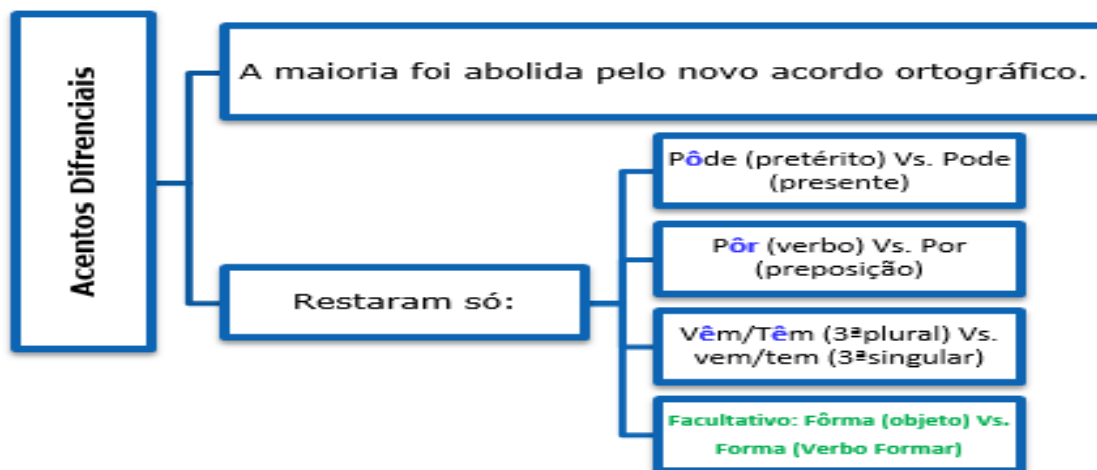 Acentos Difrenciais
A maioria foi abolida pelo novo acordo ortográfico.
Restaram só:
Pôde (pretérito) Vs. Pode
(presente)
Pôr (verbo) Vs. Por
(preposição)
Vêm/Têm (3ªplural) Vs.
vem/tem (3ªsingular)
Facultativo: Fôrma (objeto) Vs.
Forma (Verbo Formar)